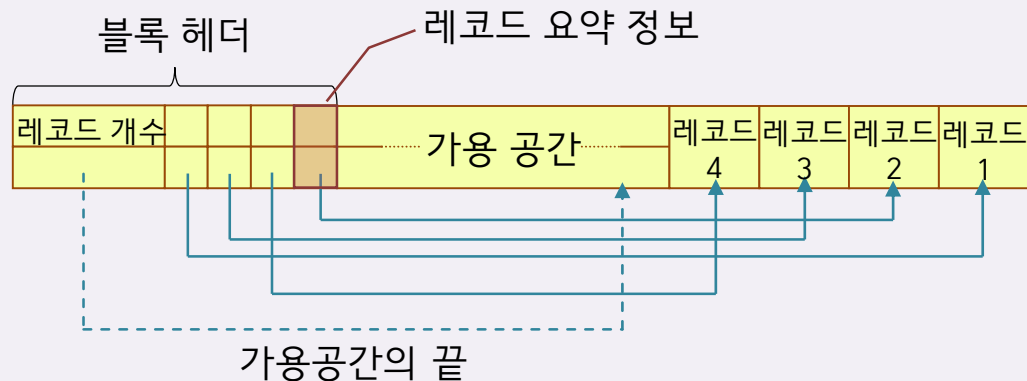 블록 헤더
레코드 요약 정보
레코드 개수
가용 공간
레코드
4
레코드
3
레코드
2
레코드
1
가용공간의 끝